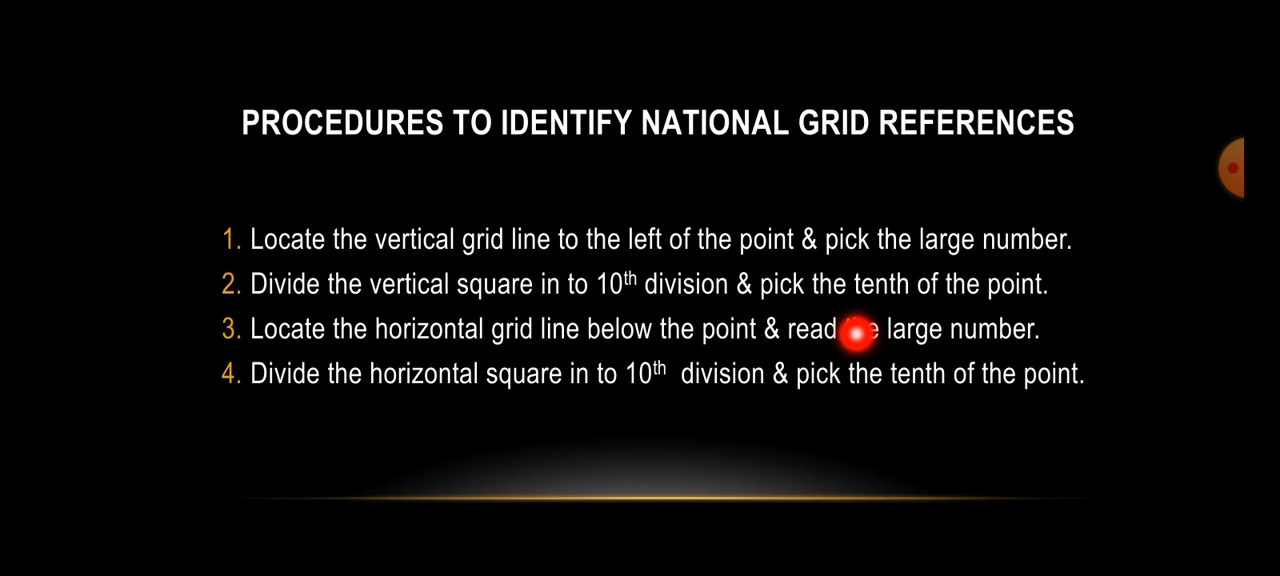 PROCEDURES TO IDENTIFY NATIONAL GRID REFERENCES
1. Locate the vertical grid line to the left of the point & pick the large number.
2. Divide the vertical square in to 10th division & pick the tenth of the point.
3. Locate the horizontal grid line below the point & read the large number.
4. Divide the horizontal square in to 10th division & pick the tenth of the point.